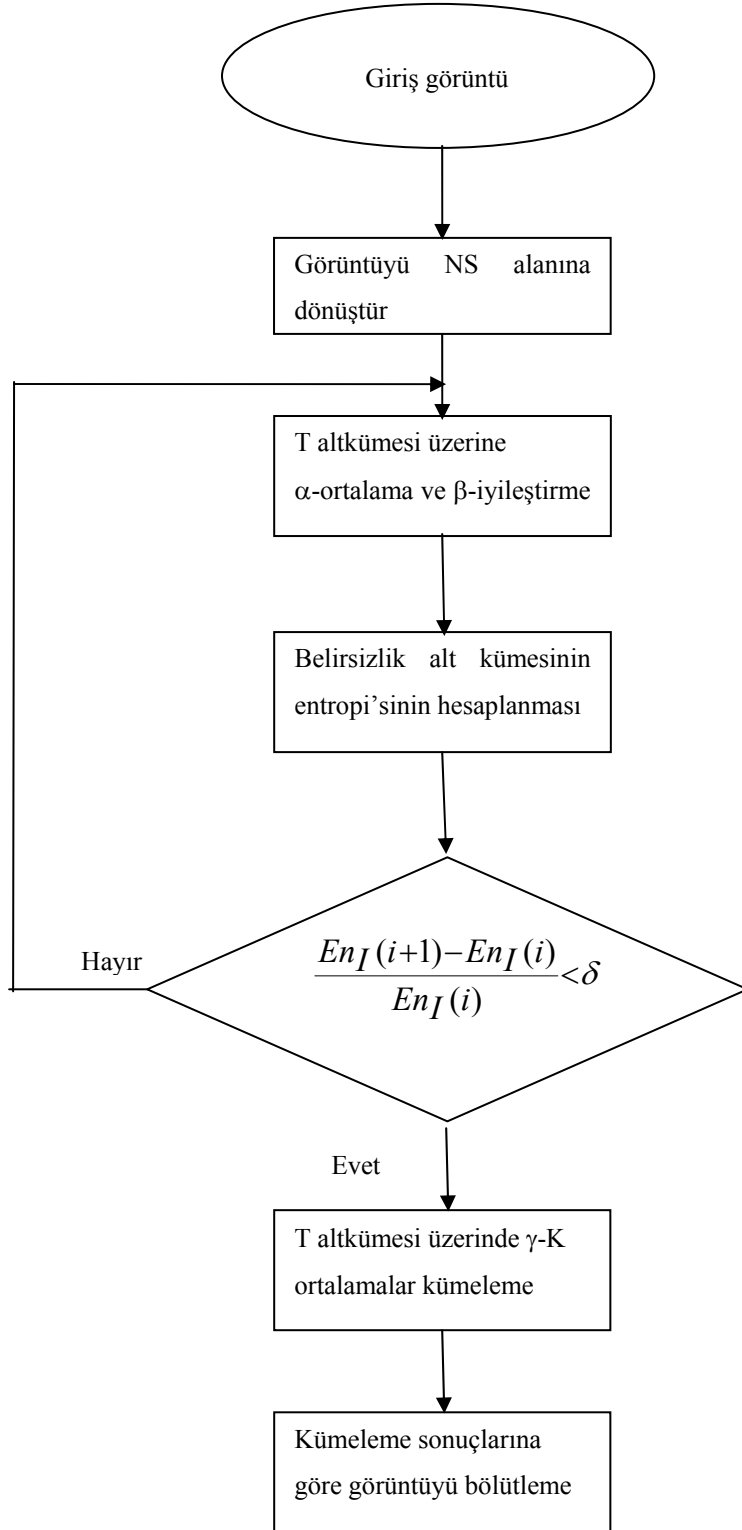 Giriş görüntü
Görüntüyü NS alanına
dönüştür
T altkümesi üzerine
α-ortalama ve β-iyileştirme
Belirsizlik alt kümesinin
entropi’sinin hesaplanması
Hayır
En_I(i+1)−En_I(i)
En_I(i)
<δ
Evet
T altkümesi üzerinde γ-K
ortalamalar kümeleme
Kümeleme sonuçlarına
göre görüntüyü bölütleme